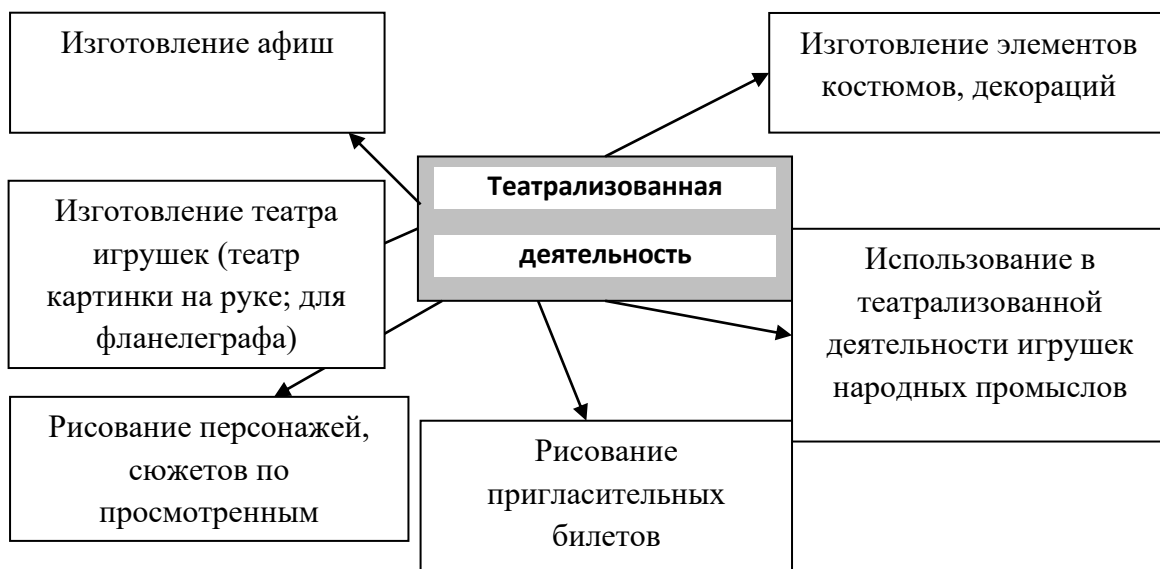 Изготовление афиш
Изготовление элементов
костюмов, декораций
Театрализованная
деятельность
Изготовление театра
игрушек (театр
картинки на руке; для
фланелеграфа)
Использование в
театрализованной
деятельности игрушек
народных промыслов
Рисование персонажей,
сюжетов по
просмотренным
Рисование
пригласительных
билетов